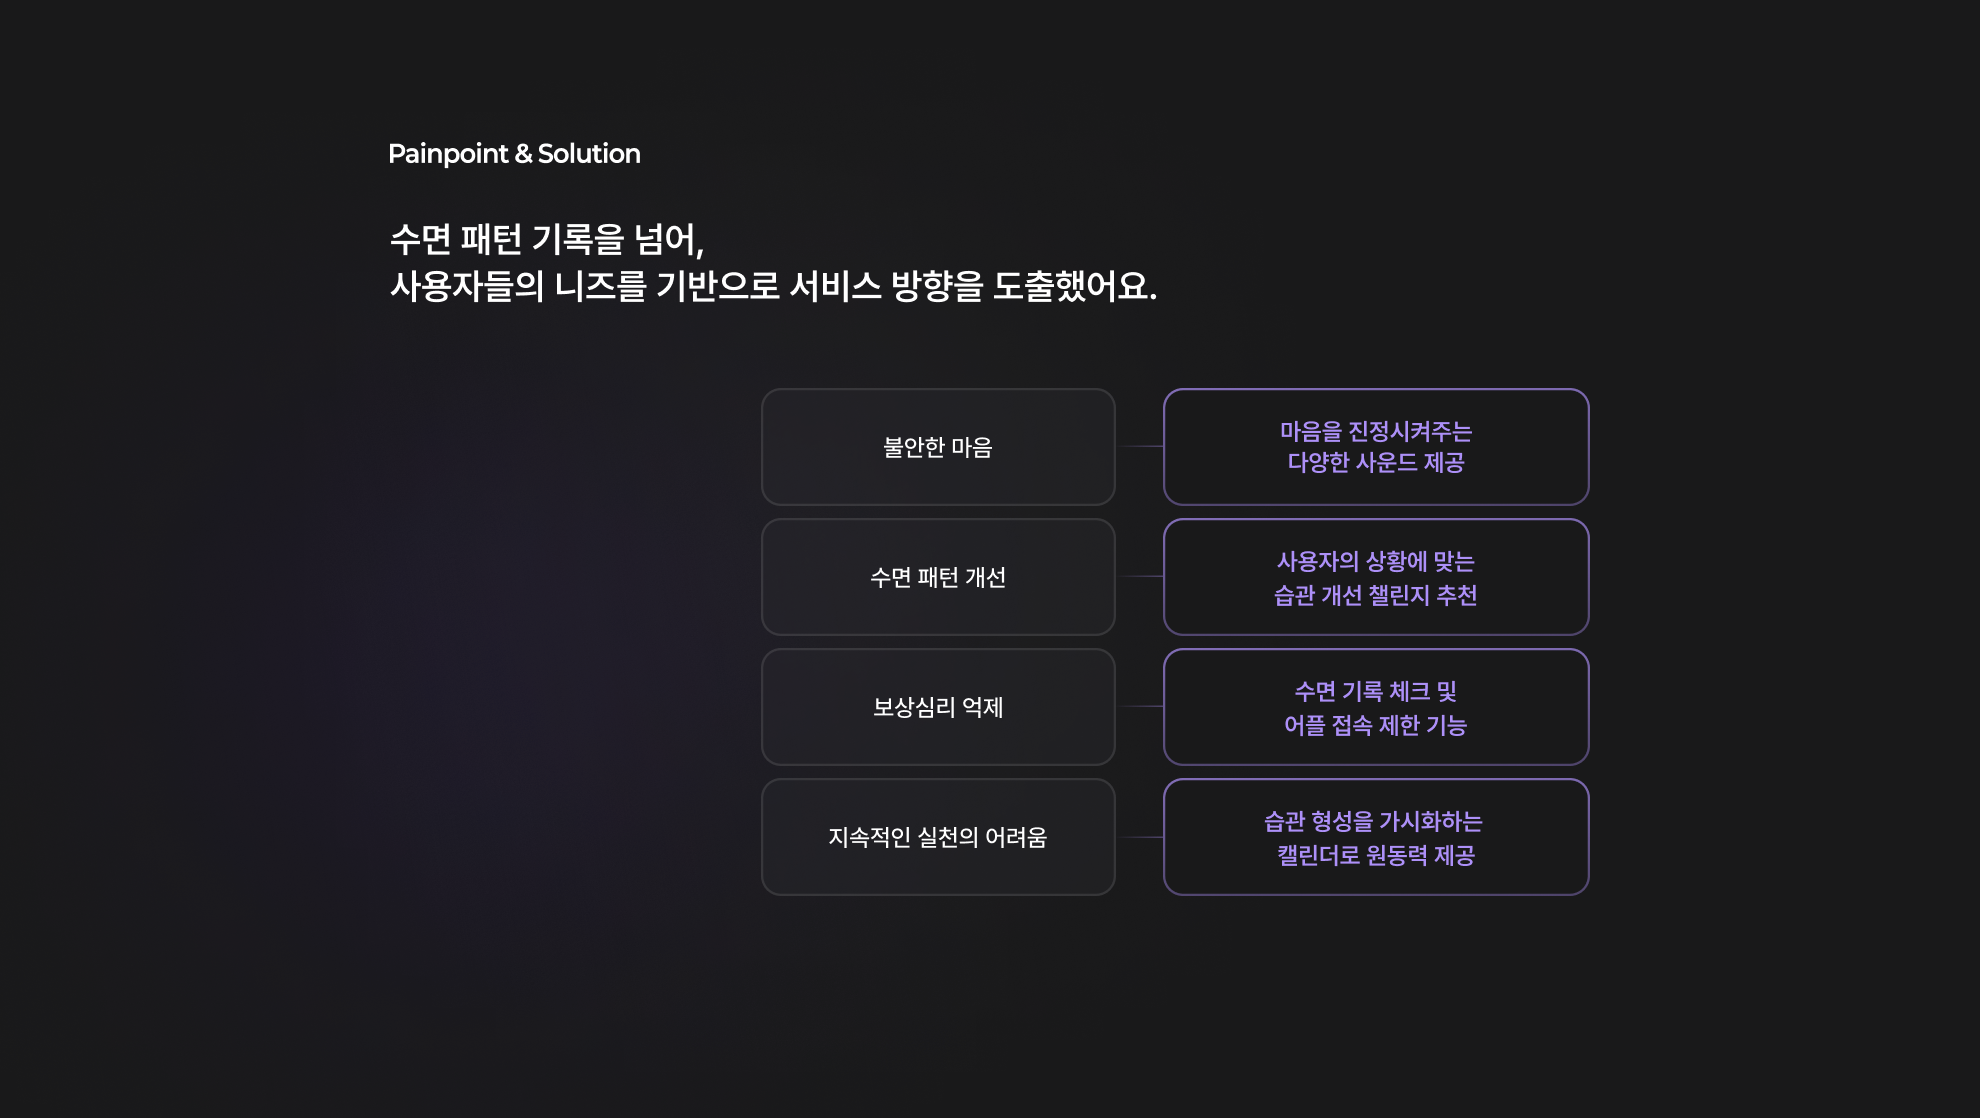 Painpoint & Solution
수면 패턴 기록을 넘어,
사용자들의 니즈를 기반으로 서비스 방향을 도출했어요.
불안한 마음
마음을 진정시켜주는
다양한 사운드 제공
수면 패턴 개선
사용자의 상황에 맞는
습관 개선 챌린지 추천
보상심리 억제
수면 기록 체크 및
어플 접속 제한 기능
지속적인 실천의 어려움
습관 형성을 가시화하는
캘린더로 원동력 제공